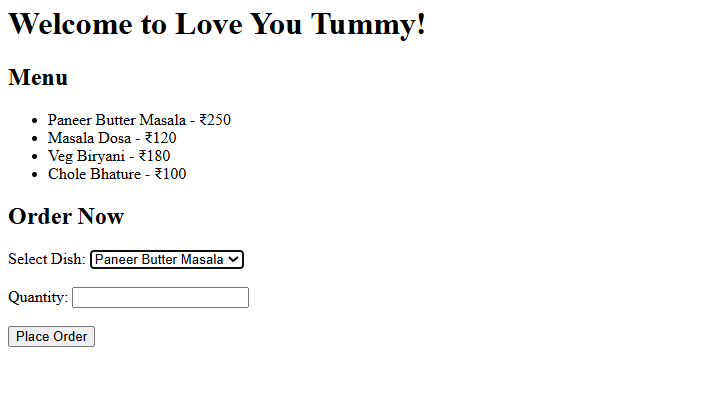 Welcome to Love You Tummy!
Menu
Paneer Butter Masala - ₹250
Masala Dosa - ₹120
Veg Biryani - ₹180
Chole Bhature - ₹100
Order Now
Select Dish: Paneer Butter Masala
Quantity:
Place Order